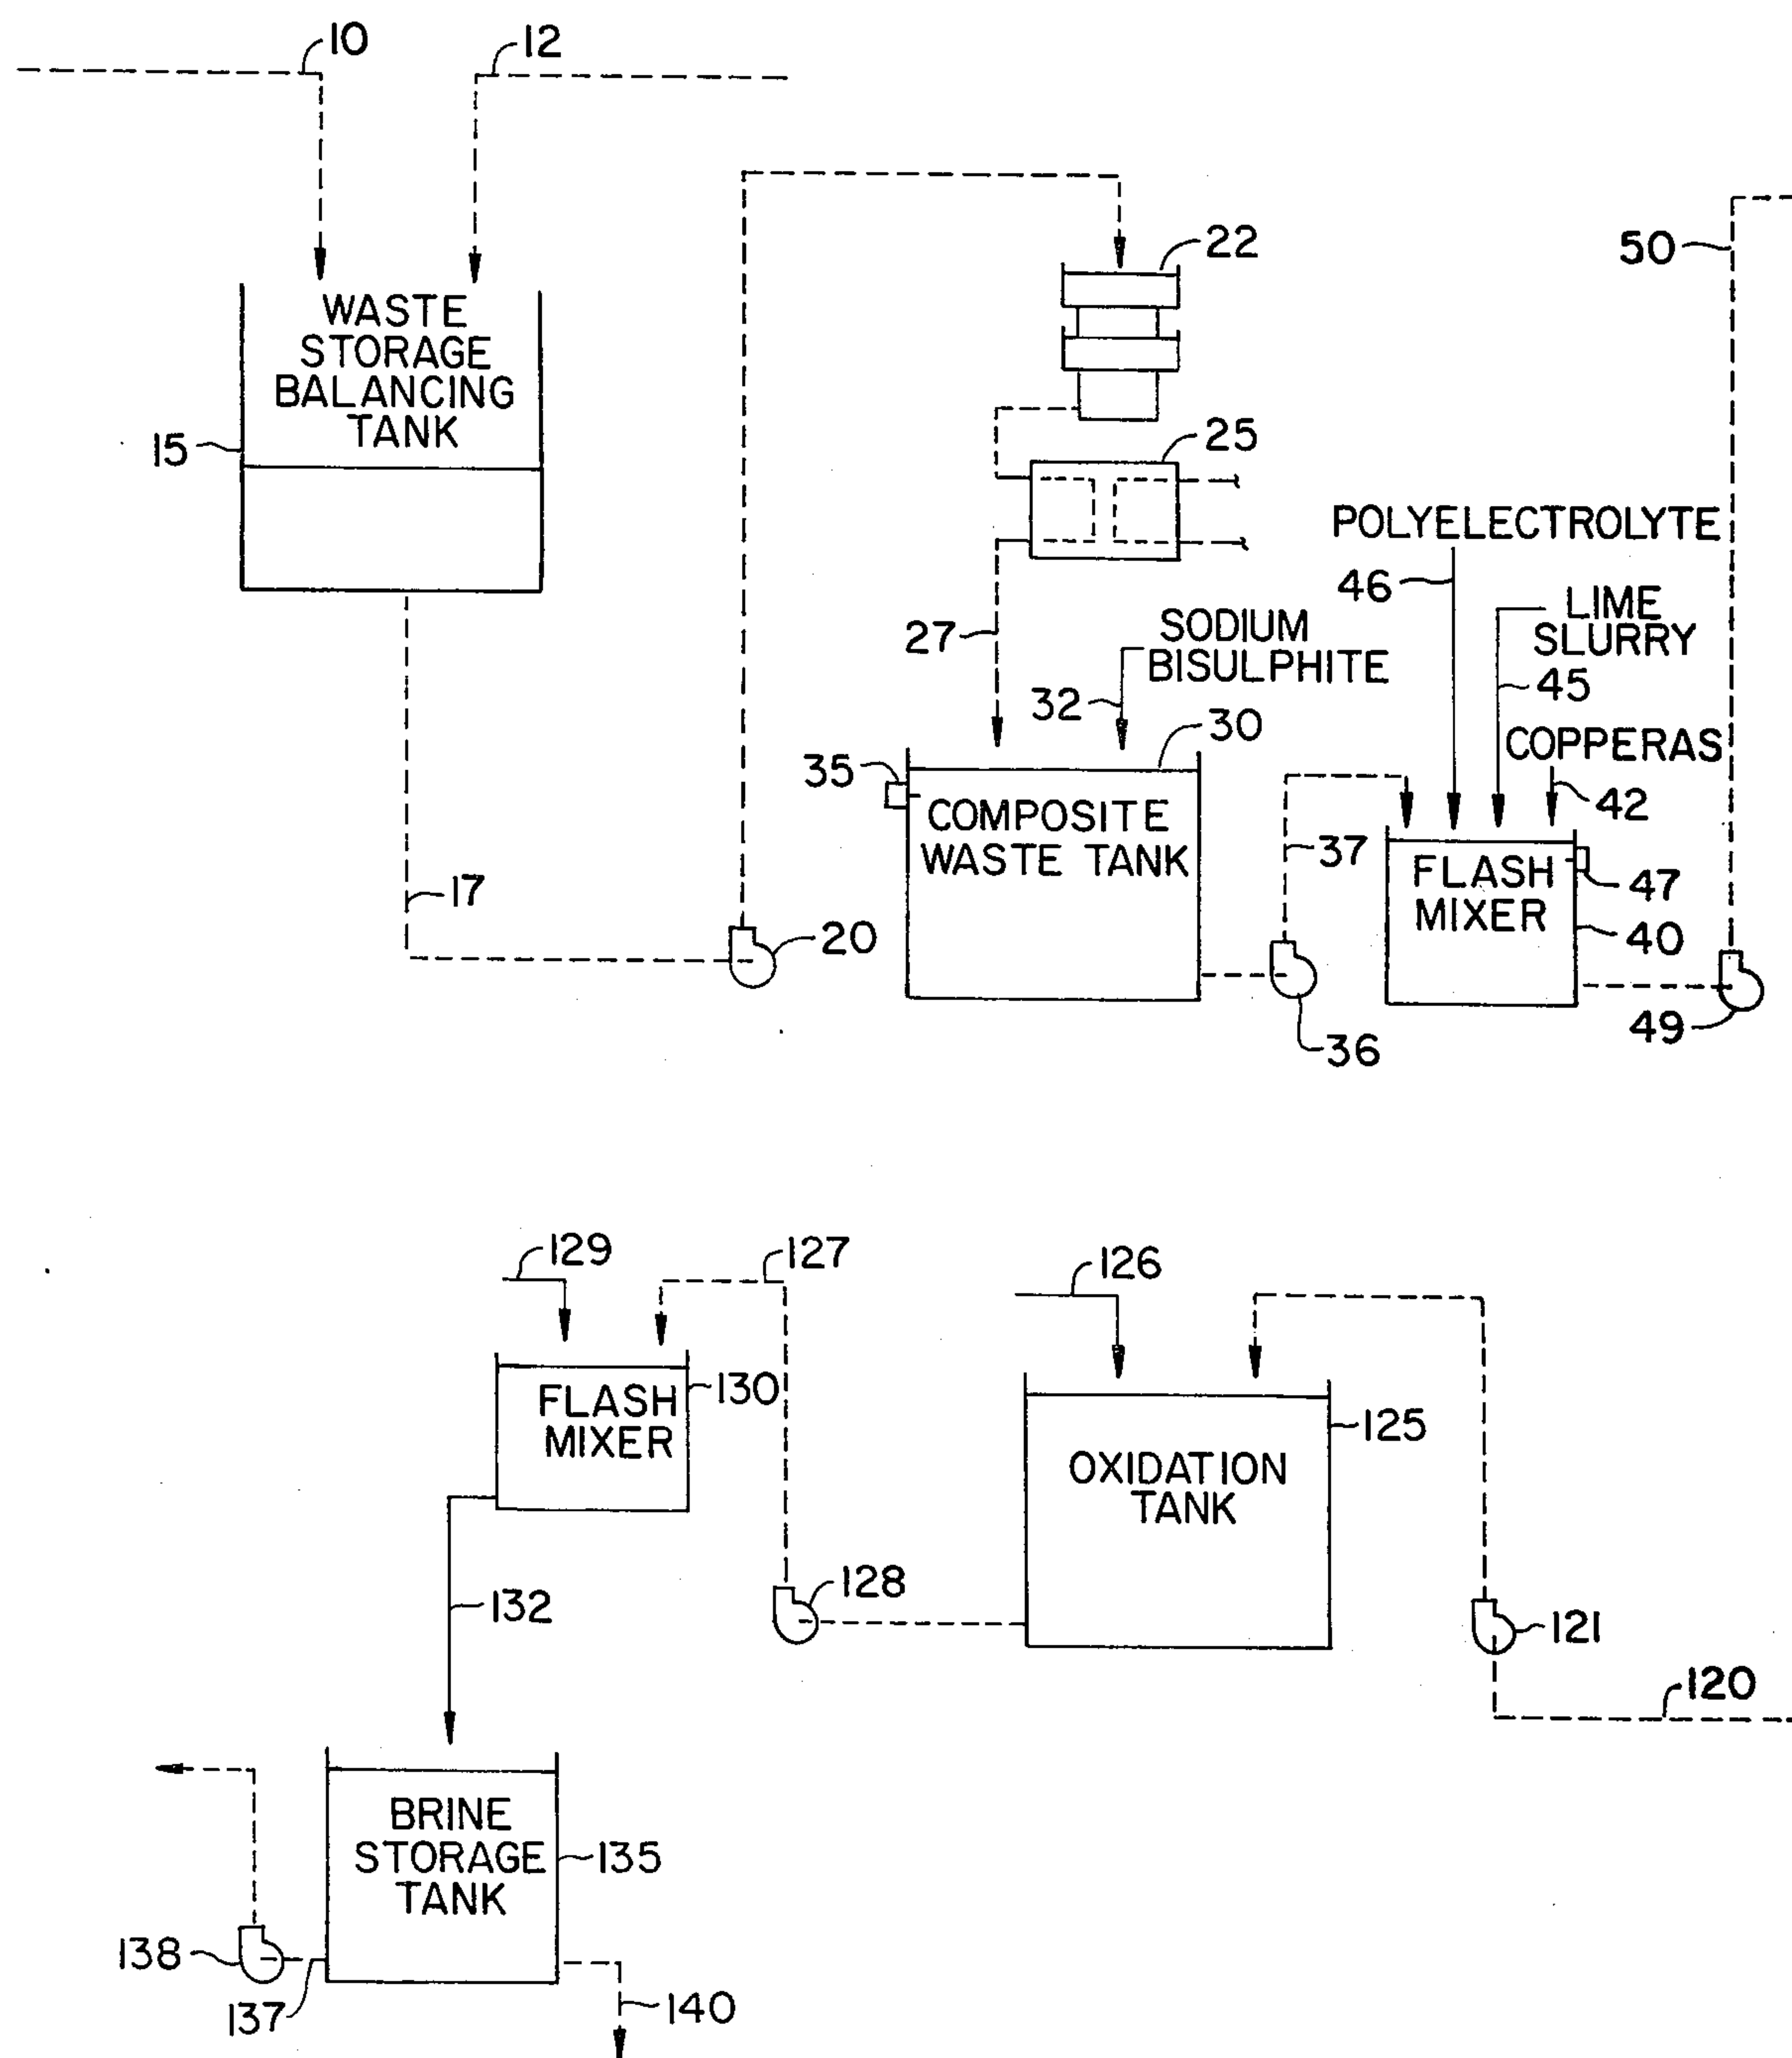 10
12
WASTE
STORAGE
BALANCING
TANK
15
17
20
22
25
27
SODIUM
BISULPHITE
32
30
35
COMPOSITE
WASTE TANK
36
37
POLYELECTROLYTE
46
LIME
SLURRY
45
COPPERAS
42
FLASH
MIXER
47
40
49
50
129
127
126
FLASH
MIXER
130
OXIDATION
TANK
125
128
121
120
132
BRINE
STORAGE
TANK
135
138
137
140